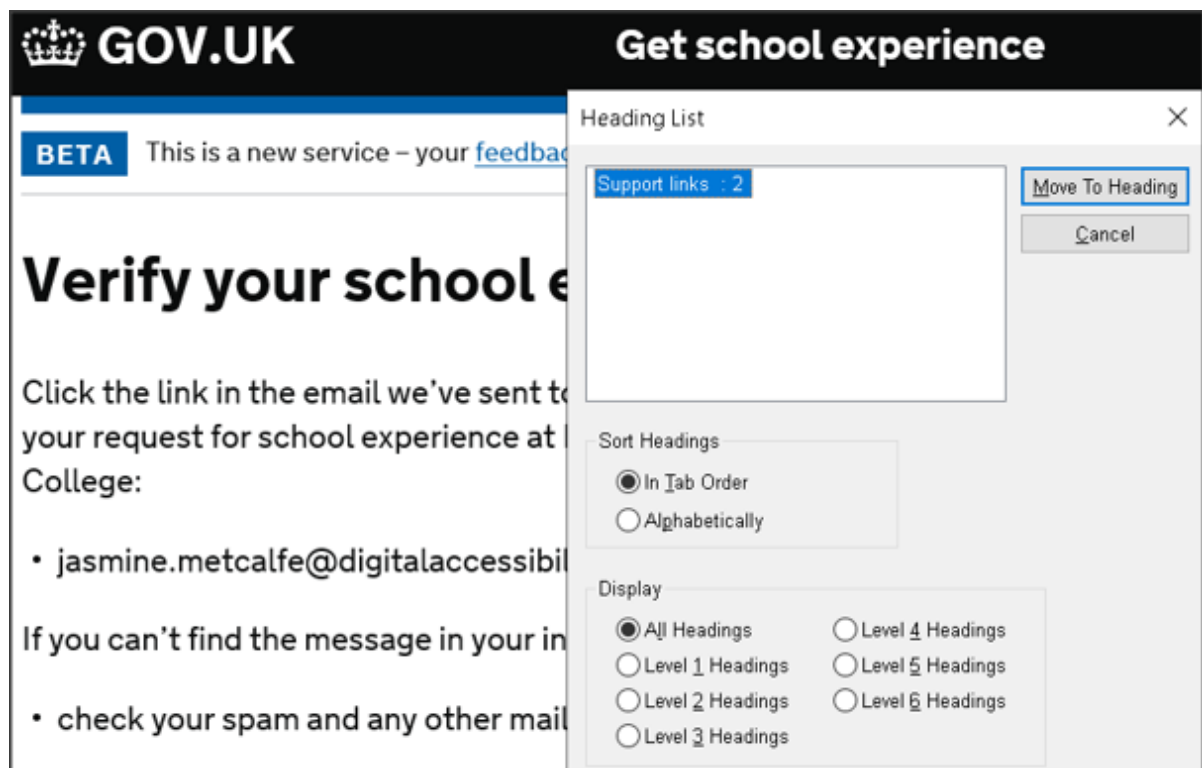 GOV.UK
Get school experience
BETA
This is a new service – your feedbac
Verify your school e
Click the link in the email we’ve sent to
your request for school experience at
College:
• jasmine.metcalfe@digitalaccessibil
If you can’t find the message in your in
• check your spam and any other mail
Heading List
Support links : 2
Move To Heading
Cancel
Sort Headings
In Tab Order
Alphabetically
Display
All Headings
Level 1 Headings
Level 2 Headings
Level 3 Headings
Level 4 Headings
Level 5 Headings
Level 6 Headings